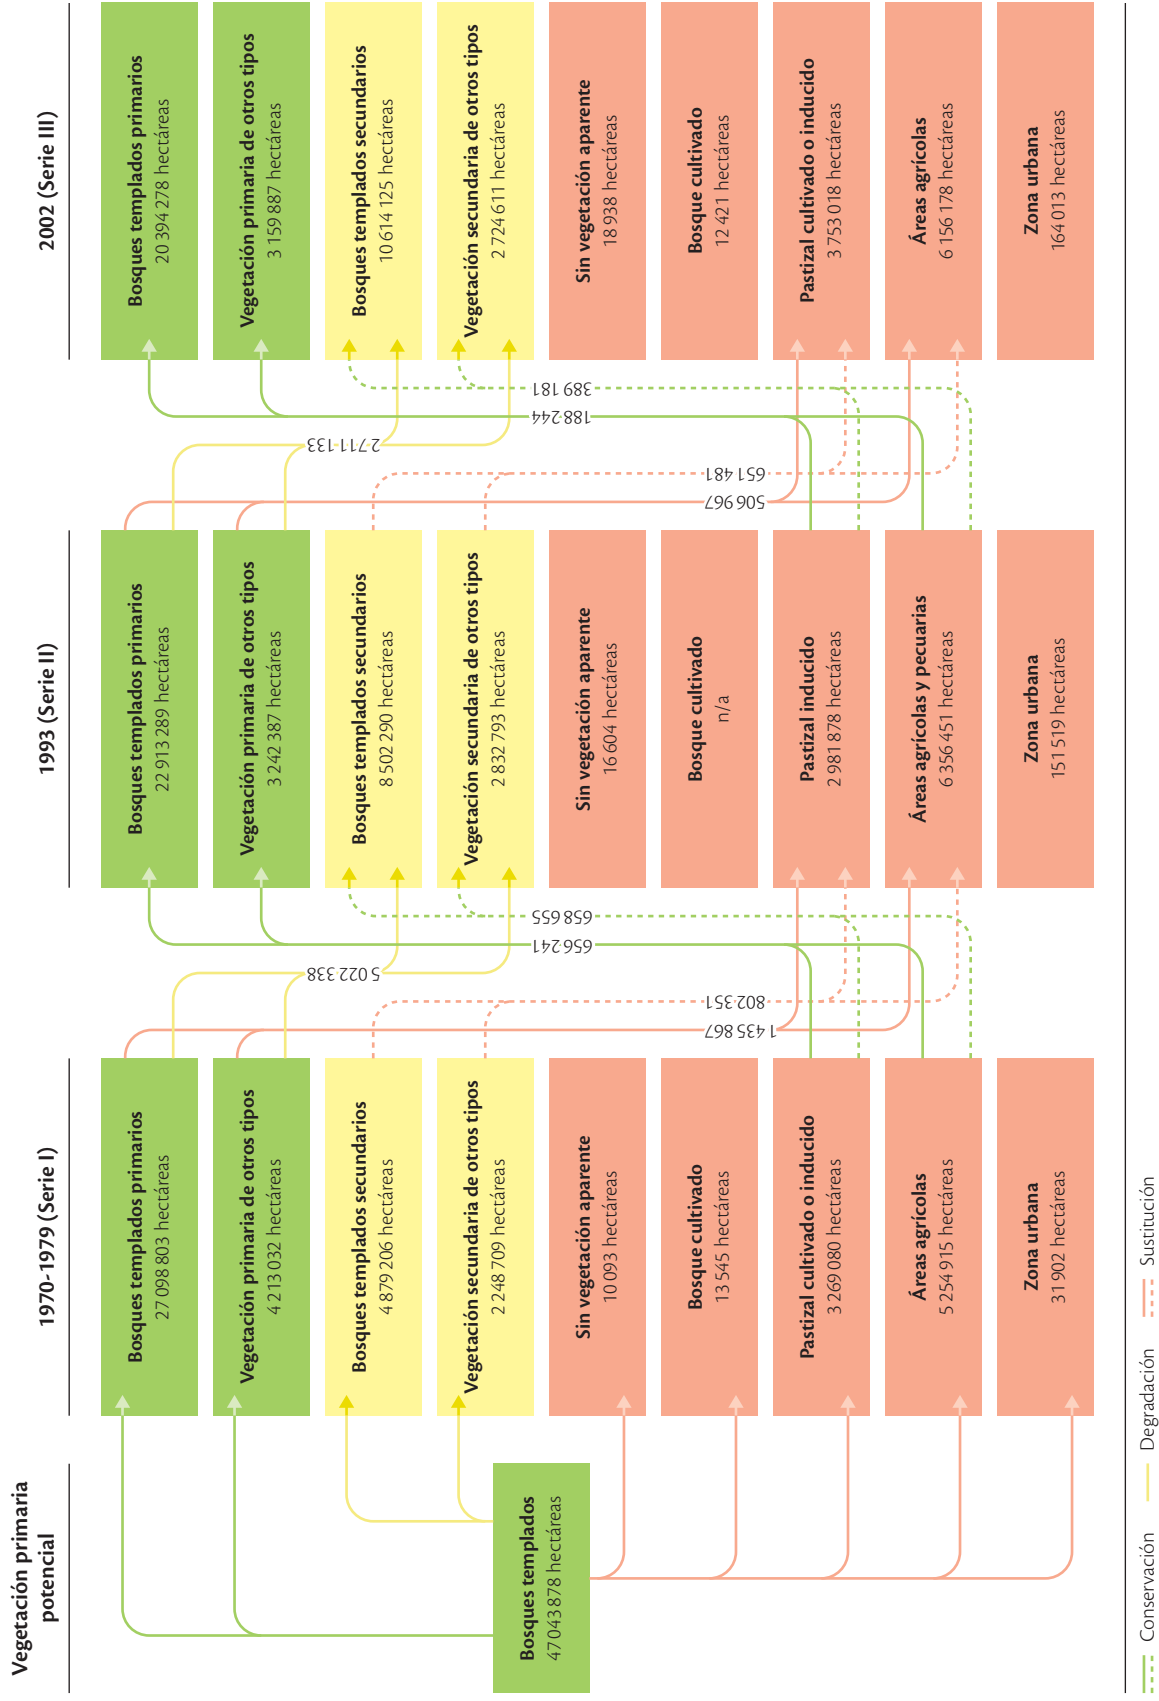 Vegetación primaria
potencial
1970-1979 (Serie I)
1993 (Serie II)
2002 (Serie III)
Bosques templados
47 043 878 hectáreas
Bosques templados primarios
27 098 803 hectáreas
Vegetación primaria de otros tipos
4 213 032 hectáreas
Bosques templados secundarios
4 879 206 hectáreas
Vegetación secundaria de otros tipos
2 248 709 hectáreas
Sin vegetación aparente
10 093 hectáreas
Bosque cultivado
13 545 hectáreas
Pastizal cultivado o inducido
3 269 080 hectáreas
Áreas agrícolas
5 254 915 hectáreas
Zona urbana
31 902 hectáreas
1 435 867
802 351
5 022 338
656 241
658 655
Bosques templados primarios
22 913 289 hectáreas
Vegetación primaria de otros tipos
3 242 387 hectáreas
Bosques templados secundarios
8 502 290 hectáreas
Vegetación secundaria de otros tipos
2 832 793 hectáreas
Sin vegetación aparente
16 604 hectáreas
Bosque cultivado
n/a
Pastizal inducido
2 981 878 hectáreas
Áreas agrícolas y pecuarias
6 356 451 hectáreas
Zona urbana
151 519 hectáreas
506 967
651 481
2 711 133
188 244
389 181
Bosques templados primarios
20 394 278 hectáreas
Vegetación primaria de otros tipos
3 159 887 hectáreas
Bosques templados secundarios
10 614 125 hectáreas
Vegetación secundaria de otros tipos
2 724 611 hectáreas
Sin vegetación aparente
18 938 hectáreas
Bosque cultivado
12 421 hectáreas
Pastizal cultivado o inducido
3 753 018 hectáreas
Áreas agrícolas
6 156 178 hectáreas
Zona urbana
164 013 hectáreas
Conservación
Degradación
Sustitución